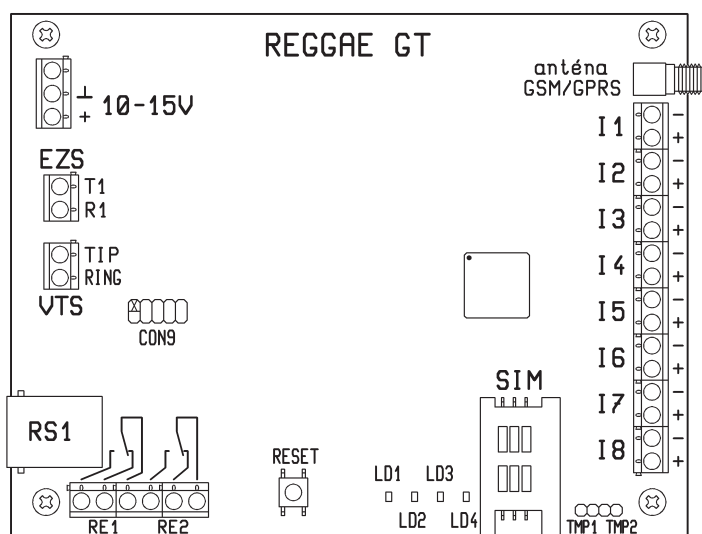 REGGAE GT
anténa
GSM/GPRS
⊥
+ 10-15V
EZS
T1
R1
TIP
RING
VTS
X
CON9
I1 - +
I2 - +
I3 - +
I4 - +
I5 - +
I6 - +
I7 - +
I8 - +
SIM
RS1
RESET
LD1 LD3
LD2 LD4
RE1 RE2
TMP1 TMP2